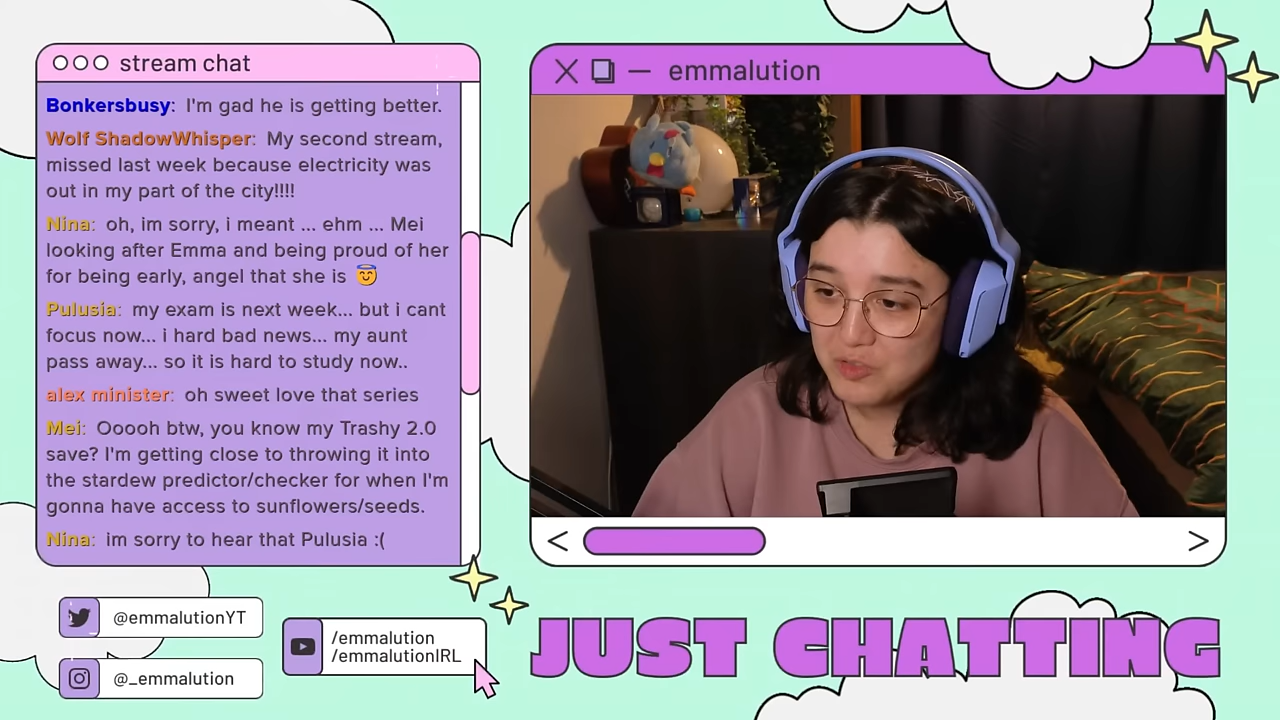 stream chat
Bonkersbusy: I'm gad he is getting better.
Wolf ShadowWhisper: My second stream,
missed last week because electricity was
out in my part of the city!!!!
Nina: oh, im sorry, i meant ... ehm ... Mei
looking after Emma and being proud of her
for being early, angel that she is 😇
Pulusia: my exam is next week... but i cant
focus now... i hard bad news... my aunt
pass away... so it is hard to study now..
alex minister: oh sweet love that series
Mei: Ooooh btw, you know my Trashy 2.0
save? I'm getting close to throwing it into
the stardew predictor/checker for when I'm
gonna have access to sunflowers/seeds.
Nina: im sorry to hear that Pulusia :(
emmalution
@emmalutionYT
@_emmalution
/emmalution
/emmalutionIRL
JUST CHATTING